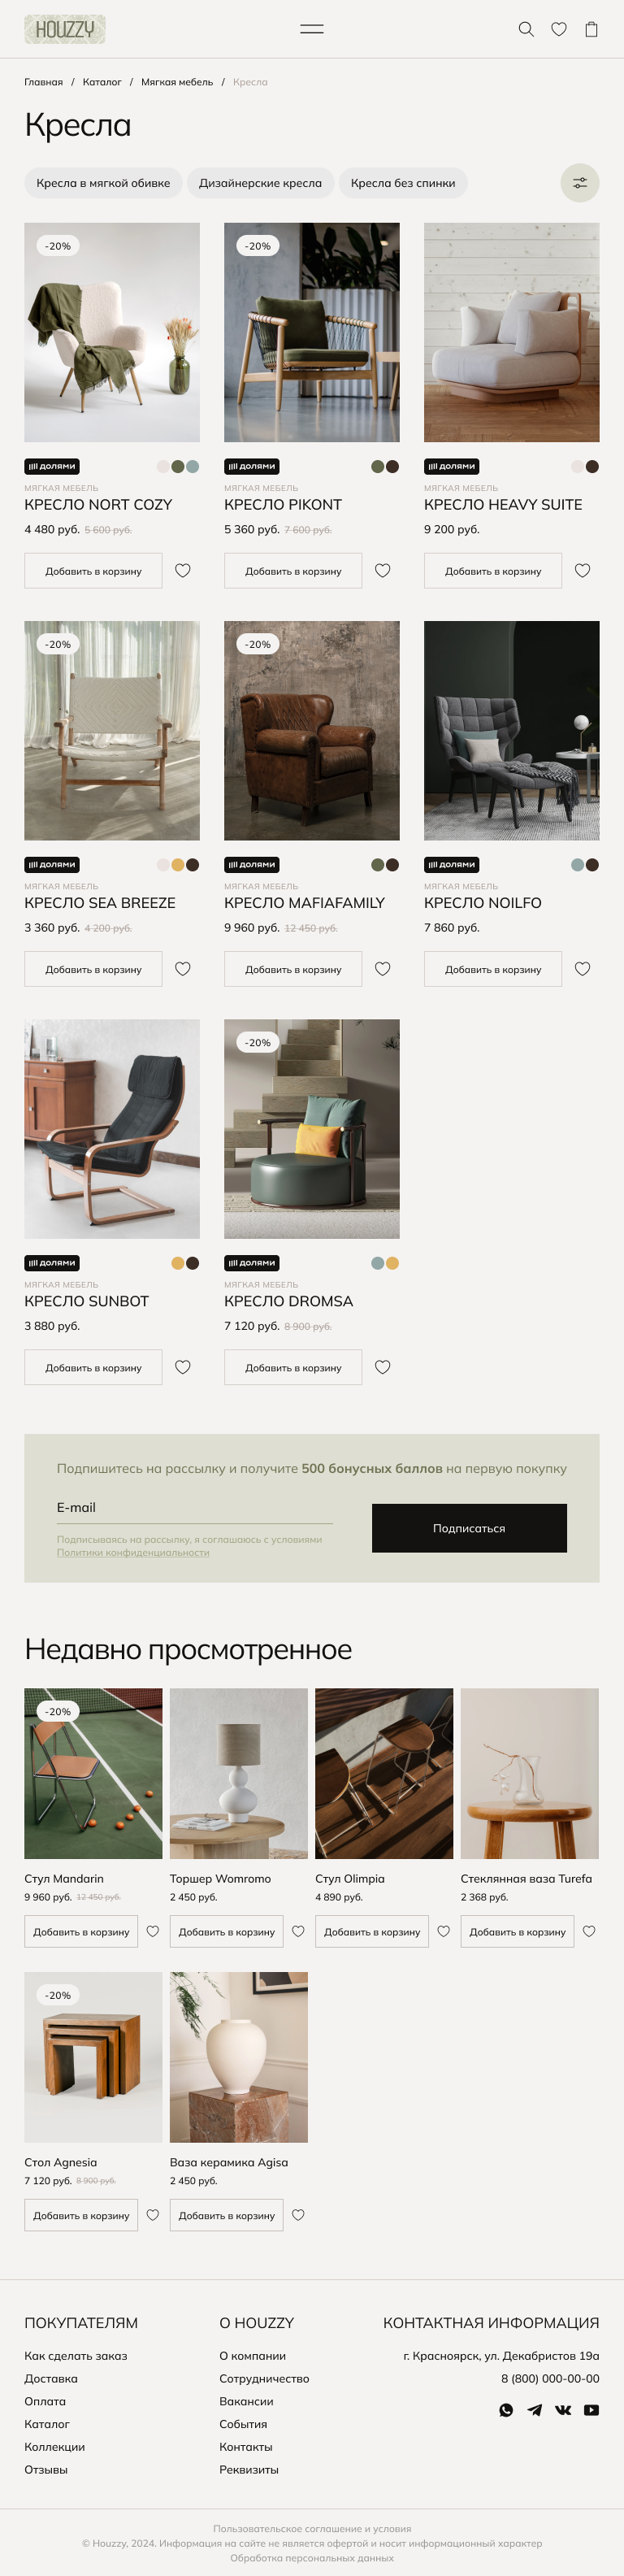 HOUZZY
Главная / Каталог / Мягкая мебель / Кресла
Кресла
Кресла в мягкой обивке
Дизайнерские кресла
Кресла без спинки
-20%
-20%
долями
долями
долями
МЯГКАЯ МЕБЕЛЬ
МЯГКАЯ МЕБЕЛЬ
МЯГКАЯ МЕБЕЛЬ
КРЕСЛО NORT COZY
КРЕСЛО PIKONT
КРЕСЛО HEAVY SUITE
4 480 руб. 5 600 руб.
5 360 руб. 7 600 руб.
9 200 руб.
Добавить в корзину
Добавить в корзину
Добавить в корзину
-20%
-20%
долями
долями
долями
МЯГКАЯ МЕБЕЛЬ
МЯГКАЯ МЕБЕЛЬ
МЯГКАЯ МЕБЕЛЬ
КРЕСЛО SEA BREEZE
КРЕСЛО MAFIAFAMILY
КРЕСЛО NOILFO
3 360 руб. 4 200 руб.
9 960 руб. 12 450 руб.
7 860 руб.
Добавить в корзину
Добавить в корзину
Добавить в корзину
-20%
долями
долями
МЯГКАЯ МЕБЕЛЬ
МЯГКАЯ МЕБЕЛЬ
КРЕСЛО SUNBOT
КРЕСЛО DROMSA
3 880 руб.
7 120 руб. 8 900 руб.
Добавить в корзину
Добавить в корзину
Подпишитесь на рассылку и получите 500 бонусных баллов на первую покупку
E-mail
Подписаться
Подписываясь на рассылку, я соглашаюсь с условиями
Политики конфиденциальности
Недавно просмотренное
-20%
Стул Mandarin
Торшер Womromo
Стул Olimpia
Стеклянная ваза Turefa
9 960 руб. 12 450 руб.
2 450 руб.
4 890 руб.
2 368 руб.
Добавить в корзину
Добавить в корзину
Добавить в корзину
Добавить в корзину
-20%
Стол Agnesia
Ваза керамика Agisa
7 120 руб. 8 900 руб.
2 450 руб.
Добавить в корзину
Добавить в корзину
ПОКУПАТЕЛЯМ
Как сделать заказ
Доставка
Оплата
Каталог
Коллекции
Отзывы
О HOUZZY
О компании
Сотрудничество
Вакансии
События
Контакты
Реквизиты
КОНТАКТНАЯ ИНФОРМАЦИЯ
г. Красноярск, ул. Декабристов 19а
8 (800) 000-00-00
Пользовательское соглашение и условия
© Houzzy, 2024. Информация на сайте не является офертой и носит информационный характер
Обработка персональных данных